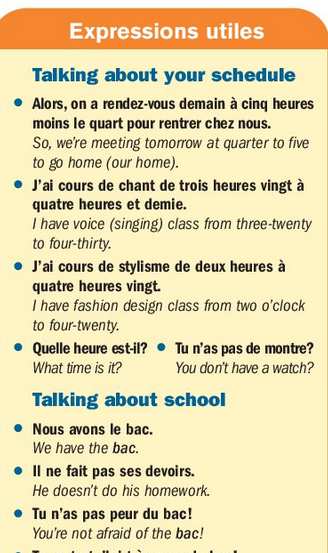 Expressions utiles
Talking about your schedule
• Alors, on a rendez-vous demain à cinq heures
moins le quart pour rentrer chez nous.
So, we're meeting tomorrow at quarter to five
to go home (our home).
• J'ai cours de chant de trois heures vingt à
quatre heures et demie.
I have voice (singing) class from three-twenty
to four-thirty.
• J'ai cours de stylisme de deux heures à
quatre heures vingt.
I have fashion design class from two o'clock
to four-twenty.
• Quelle heure est-il? • Tu n'as pas de montre?
What time is it? You don't have a watch?
Talking about school
• Nous avons le bac.
We have the bac.
• Il ne fait pas ses devoirs.
He doesn't do his homework.
• Tu n'as pas peur du bac!
You're not afraid of the bac!